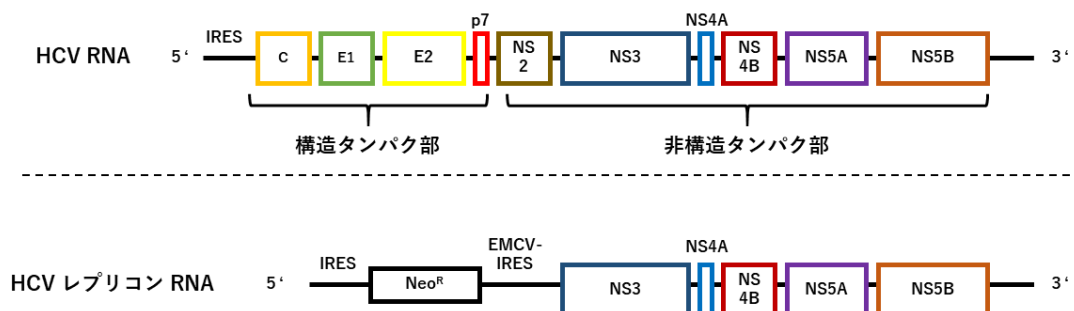 p7
NS4A
IRES
HCV RNA
5‘
C
E1
E2
NS
2
NS3
NS
4B
NS5A
NS5B
3‘
構造タンパク部
非構造タンパク部
EMCV-
IRES
NS4A
IRES
HCV レプリコン RNA
5‘
Neoᴿ
NS3
NS
4B
NS5A
NS5B
3‘